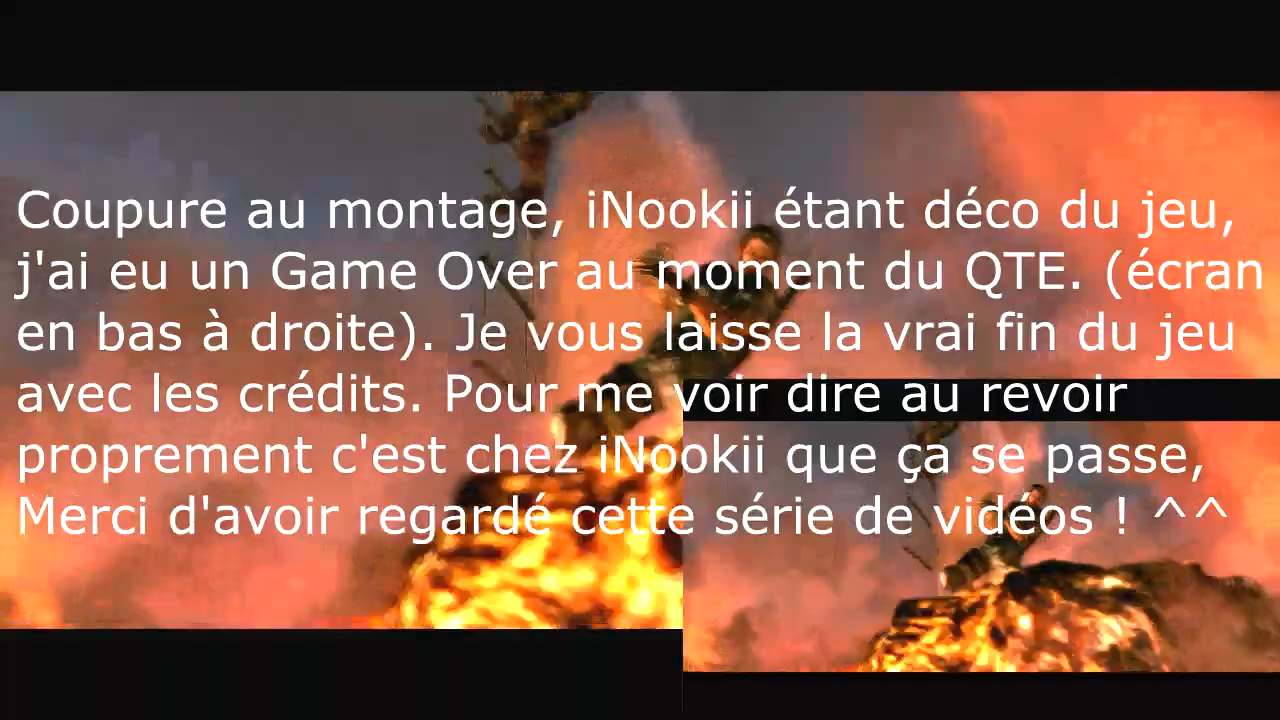 Coupure au montage, iNookii étant déco du jeu,
j'ai eu un Game Over au moment du QTE. (écran
en bas à droite). Je vous laisse la vrai fin du jeu
avec les crédits. Pour me voir dire au revoir
proprement c'est chez iNookii que ça se passe,
Merci d'avoir regardé cette série de vidéos ! ^^